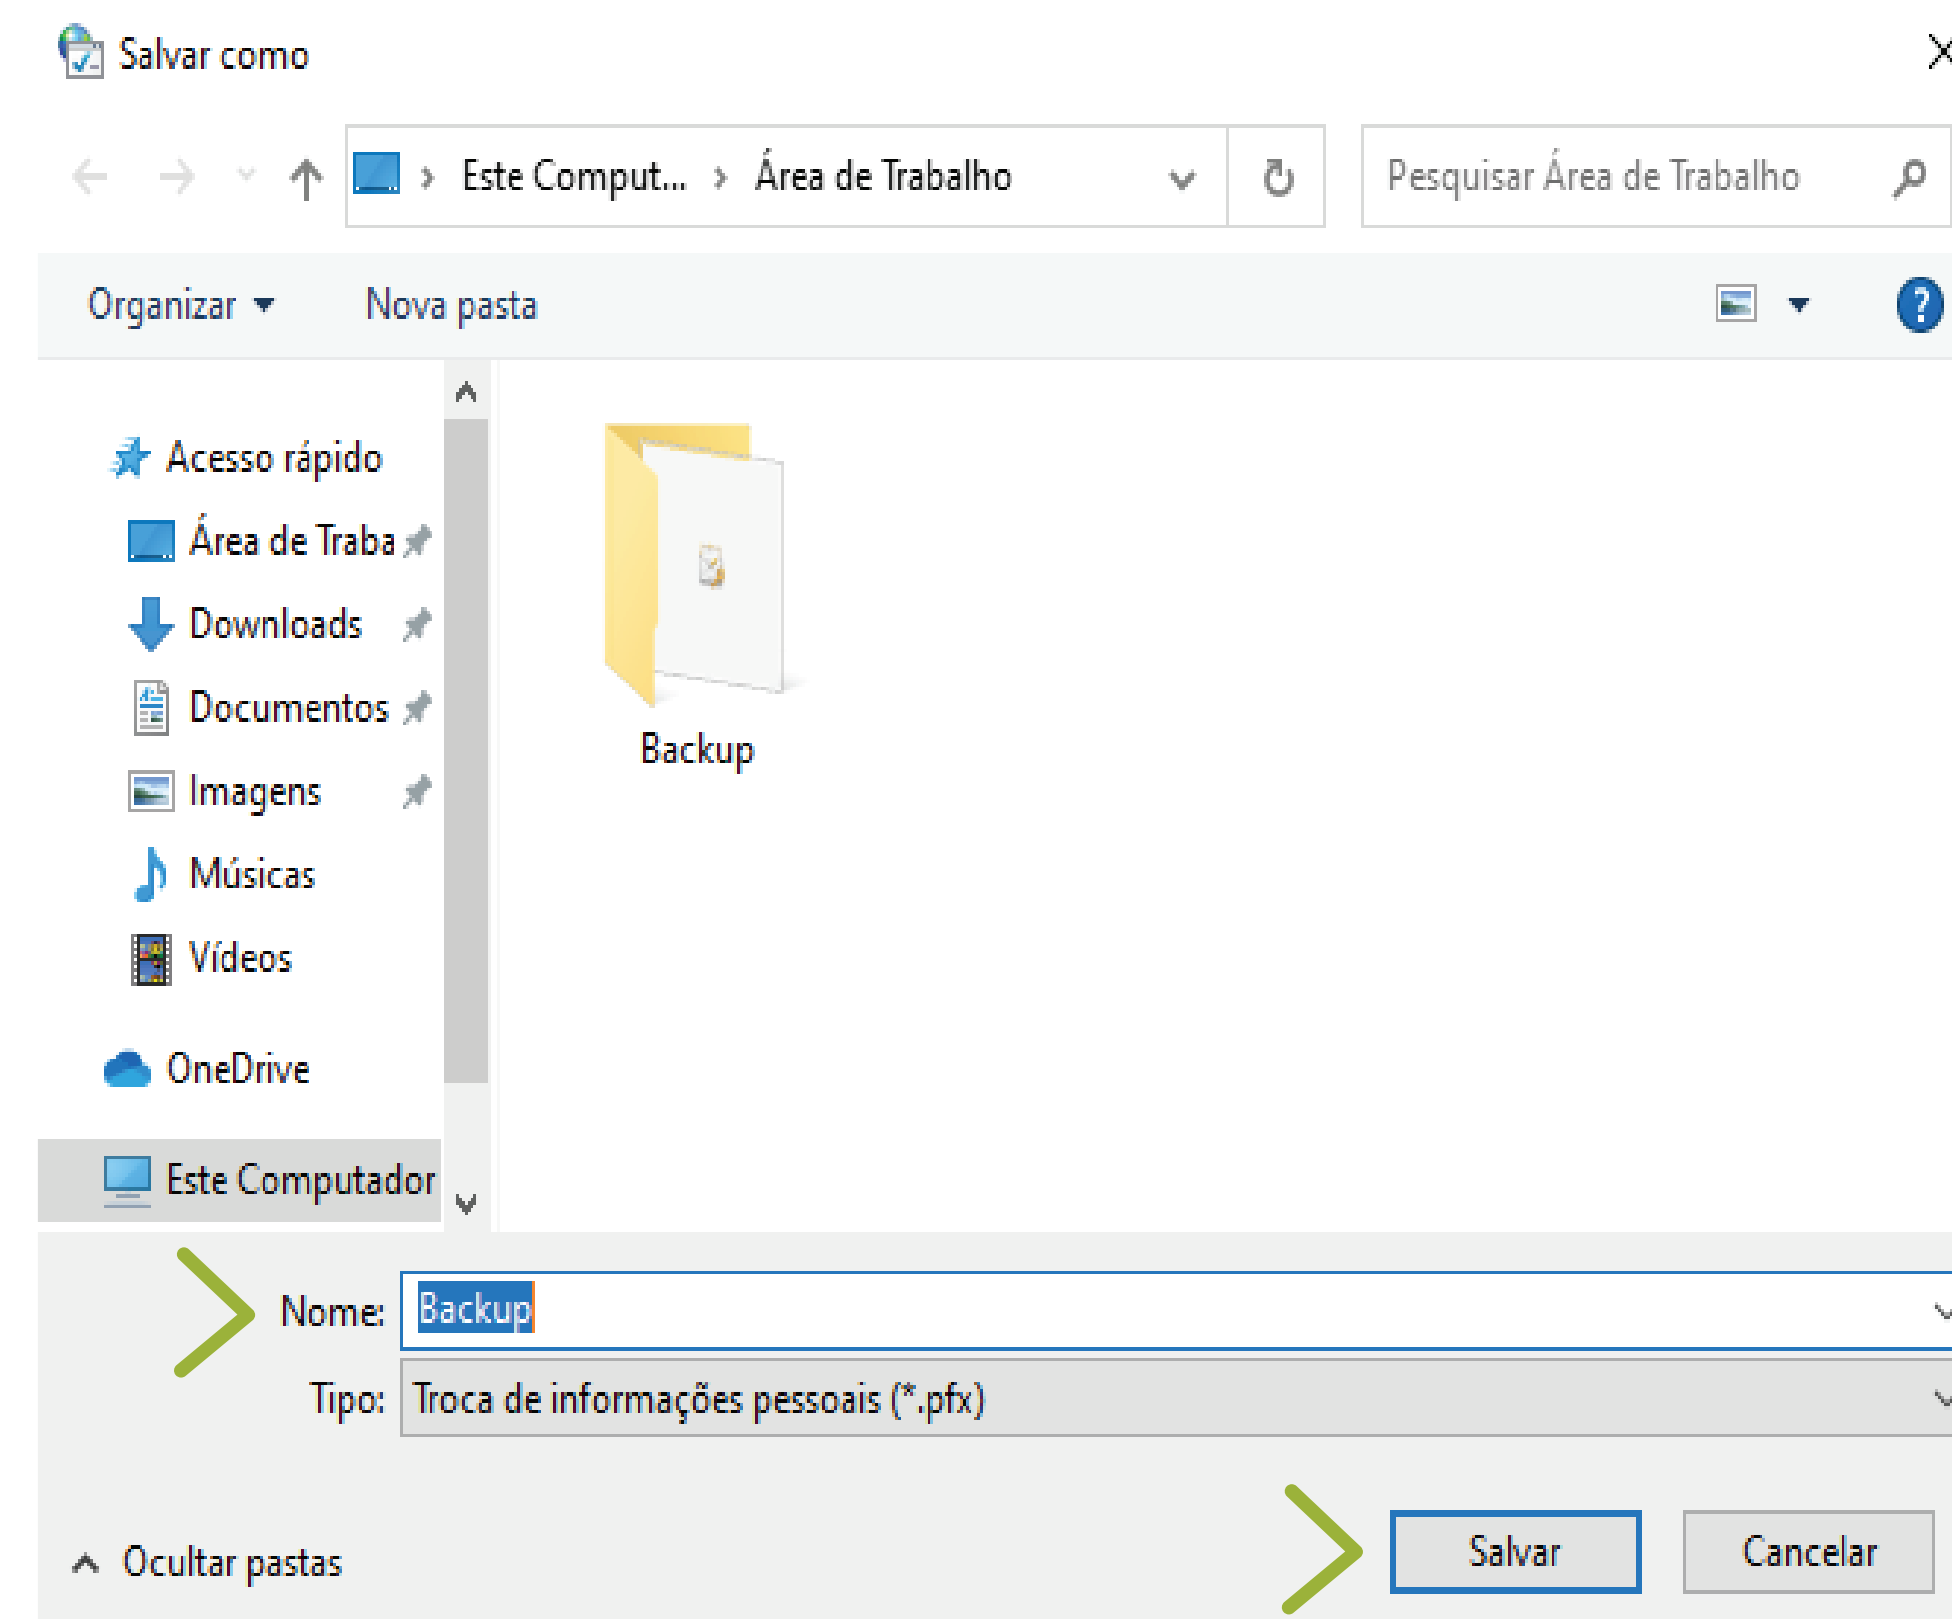 Salvar como
Este Comput... Área de Trabalho
Pesquisar Área de Trabalho
Organizar
Nova pasta
?
Acesso rápido
Área de Traba
Downloads
Documentos
Imagens
Músicas
Vídeos
OneDrive
Este Computador
Backup
Nome: Backup
Tipo: Troca de informações pessoais (*.pfx)
Ocultar pastas
Salvar
Cancelar